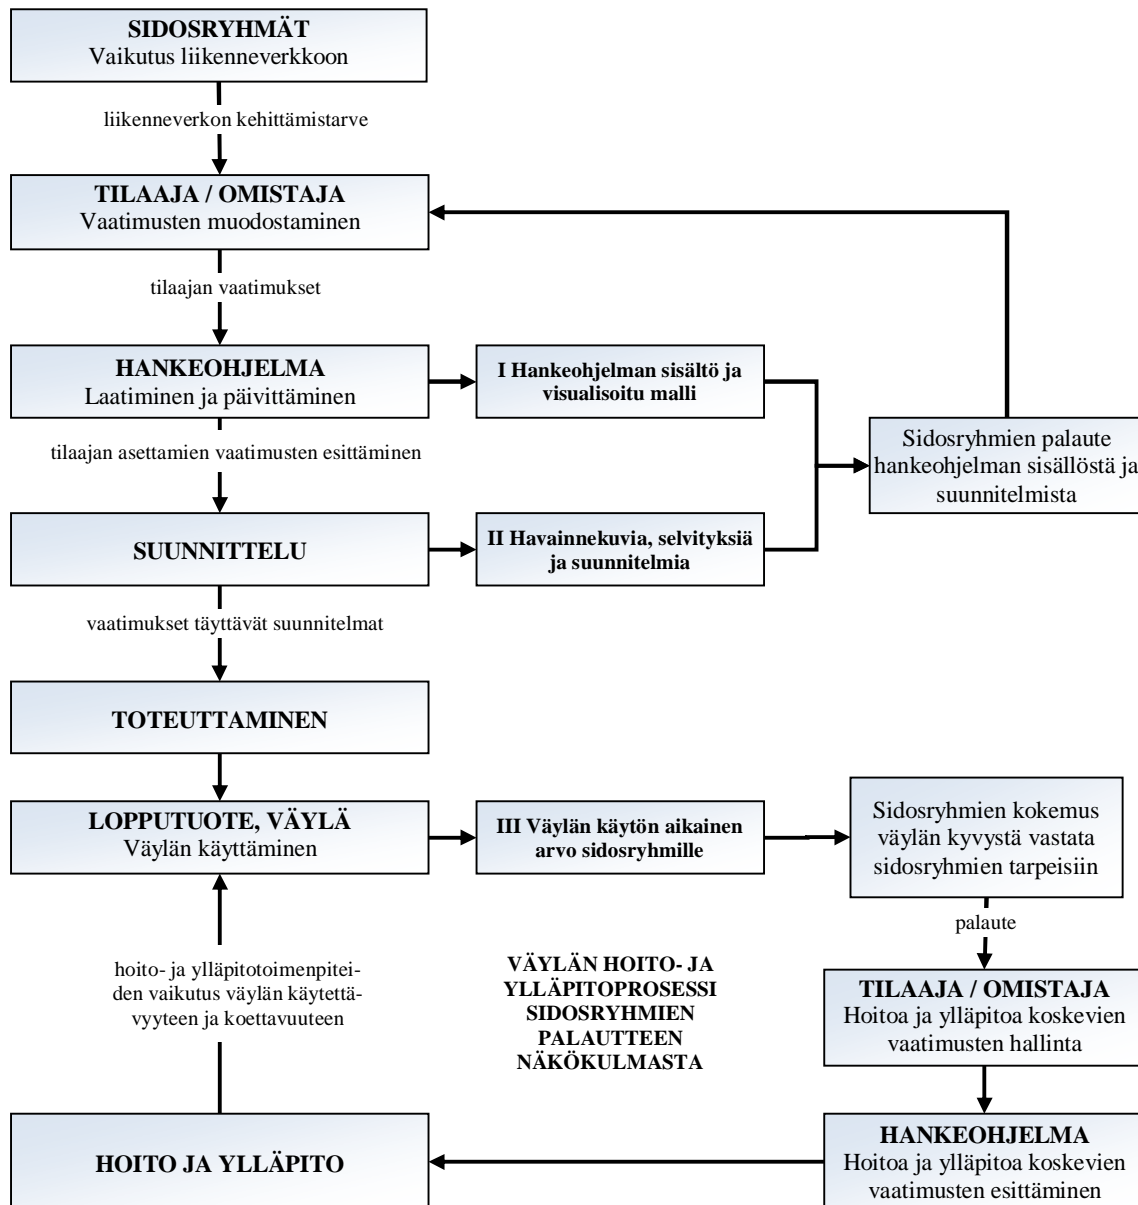 SIDOSRYHMÄT
Vaikutus liikenneverkkoon
liikenneverkon kehittämistarve
TILAAJA / OMISTAJA
Vaatimusten muodostaminen
tilaajan vaatimukset
HANKEOHJELMA
Laatiminen ja päivittäminen
I Hankeohjelman sisältö ja
visualisoitu malli
Sidosryhmien palaute
hankeohjelman sisällöstä ja
suunnitelmista
tilaajan asettamien vaatimusten esittäminen
SUUNNITTELU
II Havainnekuvia, selvityksiä
ja suunnitelmia
vaatimukset täyttävät suunnitelmat
TOTEUTTAMINEN
LOPPUTUOTE, VÄYLÄ
Väylän käyttäminen
III Väylän käytön aikainen
arvo sidosryhmille
Sidosryhmien kokemus
väylän kyvystä vastata
sidosryhmien tarpeisiin
palaute
hoito- ja ylläpitotoimenpitei-
den vaikutus väylän käytettä-
vyyteen ja koettavuuteen
VÄYLÄN HOITO- JA
YLLÄPITOPROSESSI
SIDOSRYHMIEN
PALAUTTEEN
NÄKÖKULMASTA
TILAAJA / OMISTAJA
Hoitoa ja ylläpitoa koskevien
vaatimusten hallinta
HANKEOHJELMA
Hoitoa ja ylläpitoa koskevien
vaatimusten esittäminen
HOITO JA YLLÄPITO